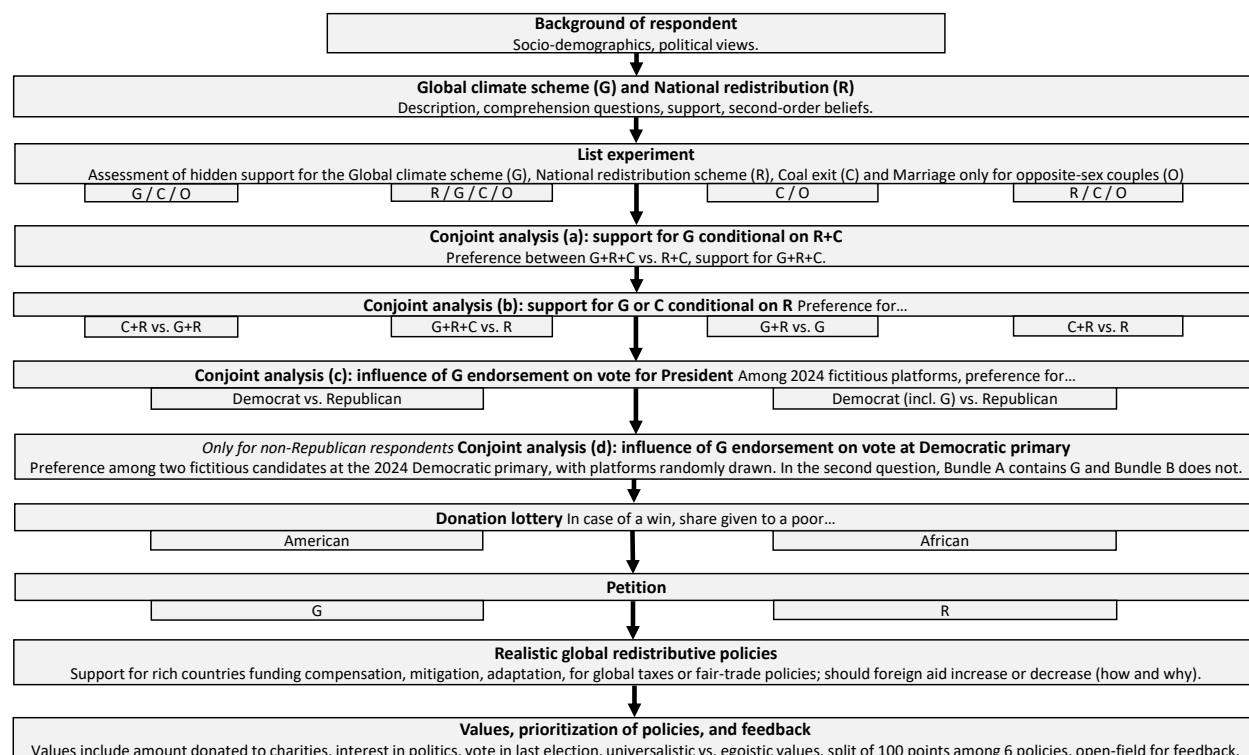 Background of respondent
Socio-demographics, political views.
Global climate scheme (G) and National redistribution (R)
Description, comprehension questions, support, second-order beliefs.
List experiment
Assessment of hidden support for the Global climate scheme (G), National redistribution scheme (R), Coal exit (C) and Marriage only for opposite-sex couples (O)
G / C / O
R / G / C / O
C / O
R / C / O
Conjoint analysis (a): support for G conditional on R+C
Preference between G+R+C vs. R+C, support for G+R+C.
Conjoint analysis (b): support for G or C conditional on R Preference for…
C+R vs. G+R
G+R+C vs. R
G+R vs. G
C+R vs. R
Conjoint analysis (c): influence of G endorsement on vote for President Among 2024 fictitious platforms, preference for…
Democrat vs. Republican
Democrat (incl. G) vs. Republican
Only for non-Republican respondents Conjoint analysis (d): influence of G endorsement on vote at Democratic primary
Preference among two fictitious candidates at the 2024 Democratic primary, with platforms randomly drawn. In the second question, Bundle A contains G and Bundle B does not.
Donation lottery In case of a win, share given to a poor…
American
African
Petition
G
R
Realistic global redistributive policies
Support for rich countries funding compensation, mitigation, adaptation, for global taxes or fair-trade policies; should foreign aid increase or decrease (how and why).
Values, prioritization of policies, and feedback
Values include amount donated to charities, interest in politics, vote in last election, universalistic vs. egoistic values, split of 100 points among 6 policies, open-field for feedback.